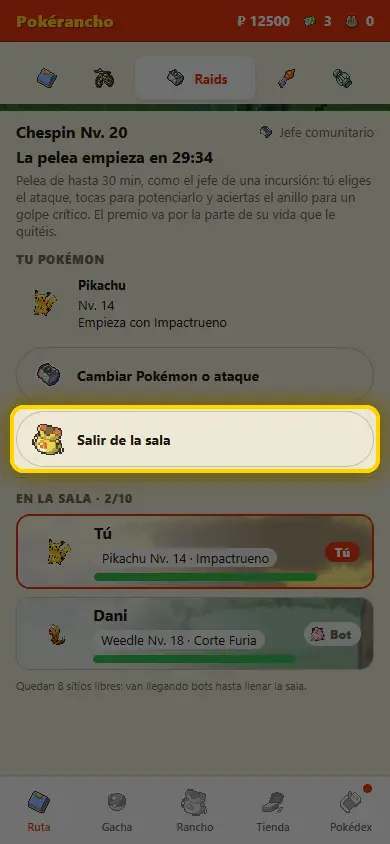 Pokérancho
₽ 12500
3
0
Raids
Chespin Nv. 20
Jefe comunitario
La pelea empieza en 29:34
Pelea de hasta 30 min, como el jefe de una incursión: tú eliges
el ataque, tocas para potenciarlo y aciertas el anillo para un
golpe crítico. El premio va por la parte de su vida que le
quitéis.
TU POKÉMON
Pikachu
Nv. 14
Empieza con Impactrueno
Cambiar Pokémon o ataque
Salir de la sala
EN LA SALA · 2/10
Tú
Pikachu Nv. 14 · Impactrueno
Tú
Dani
Weedle Nv. 18 · Corte Furia
Bot
Quedan 8 sitios libres: van llegando bots hasta llenar la sala.
Ruta
Gacha
Rancho
Tienda
Pokédex